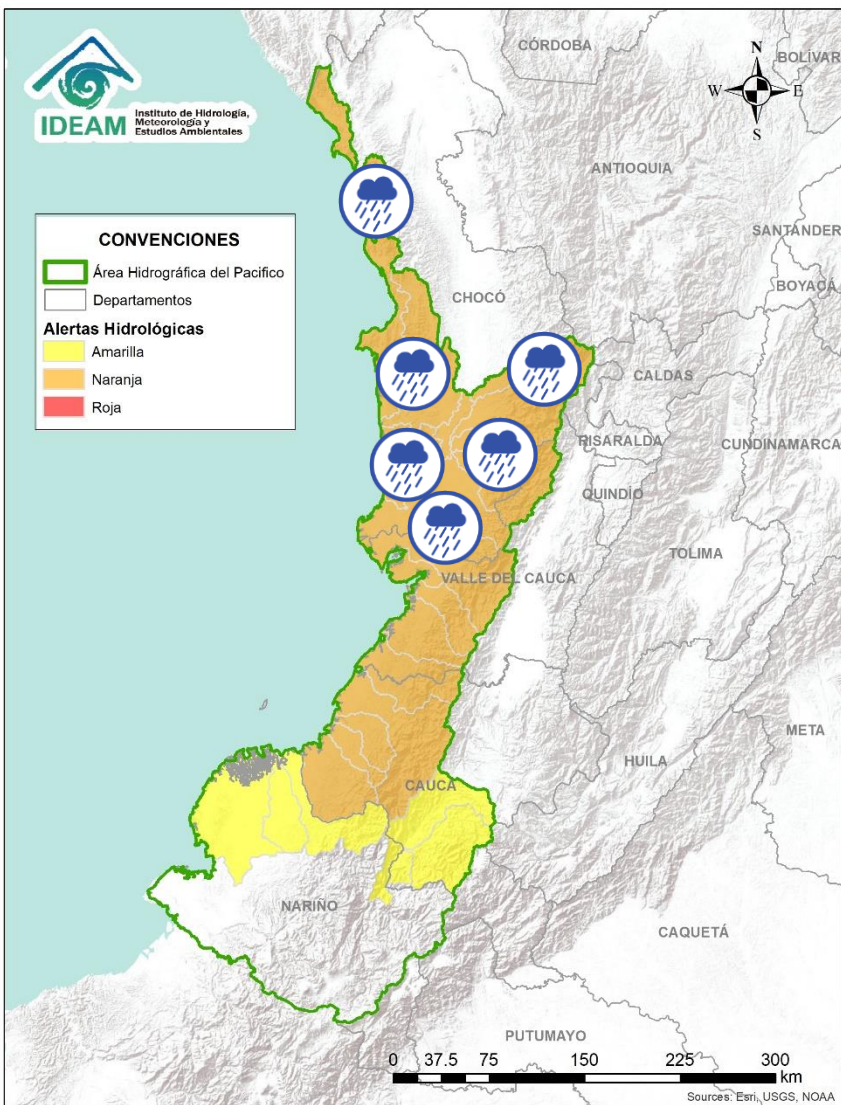 IDEAM
Instituto de Hidrología,
Meteorología y
Estudios Ambientales
CÓRDOBA
BOLÍVAR
N
W E
S
ANTIOQUIA
SANTÁNDER
BOYACÁ
CHOCÓ
CALDAS
RISARALDA
CUNDINAMARCA
QUINDÍO
TOLIMA
VALLE DEL CAUCA
META
HUILA
CAUCA
NARIÑO
CAQUETÁ
PUTUMAYO
CONVENCIONES
Área Hidrográfica del Pacifico
Departamentos
Alertas Hidrológicas
Amarilla
Naranja
Roja
0 37.5 75 150 225 300
km
Sources: Esri, USGS, NOAA